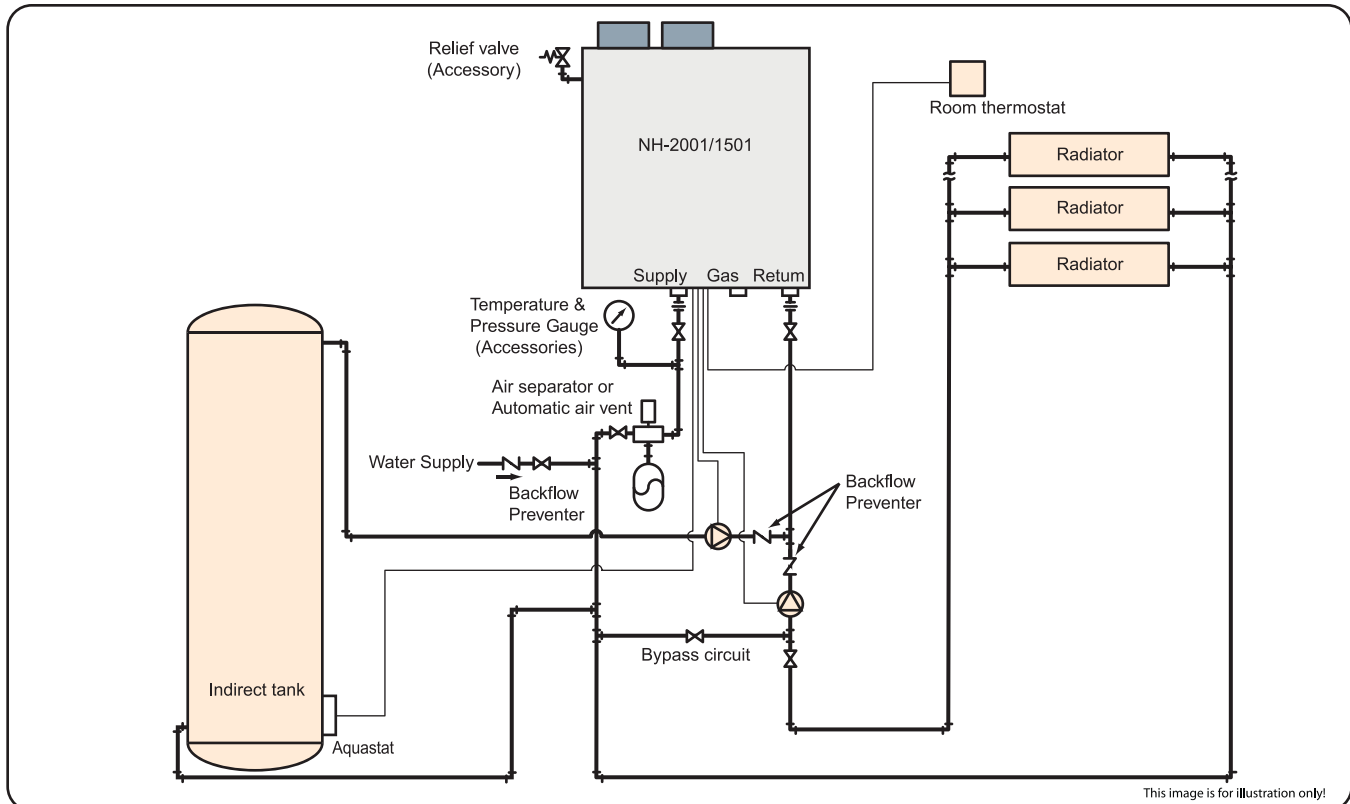 Relief valve
(Accessory)
NH-2001/1501
Room thermostat
Radiator
Radiator
Radiator
Supply
Gas
Retum
Temperature &
Pressure Gauge
(Accessories)
Air separator or
Automatic air vent
Water Supply
Backflow
Preventer
Backflow
Preventer
Bypass circuit
Indirect tank
Aquastat
This image is for illustration only!